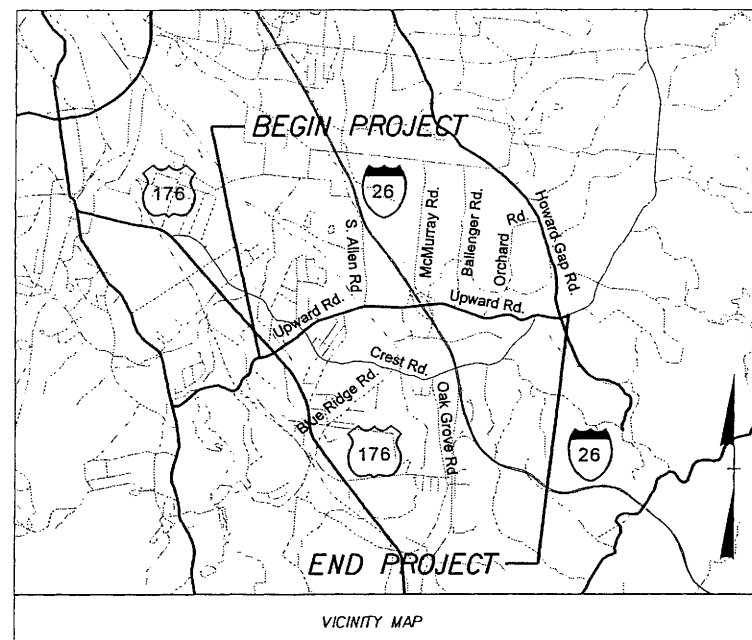 BEGIN PROJECT
176
26
S. Allen Rd
McMurray Rd.
Ballenger Rd.
Orchard Rd.
Howard Gap Rd.
Upward Rd.
Upward Rd.
Crest Rd.
Blue Ridge Rd.
Oak Grove Rd
176
26
END PROJECT
VICINITY MAP